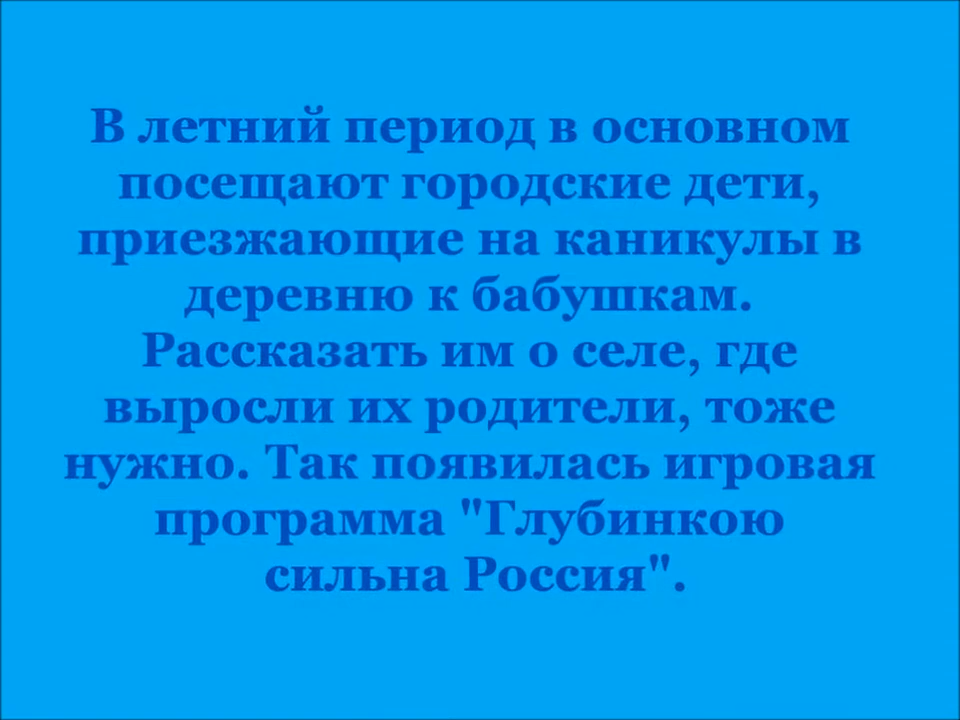 В летний период в основном
посещают городские дети,
приезжающие на каникулы в
деревню к бабушкам.
Рассказать им о селе, где
выросли их родители, тоже
нужно. Так появилась игровая
программа "Глубинкою
сильна Россия".